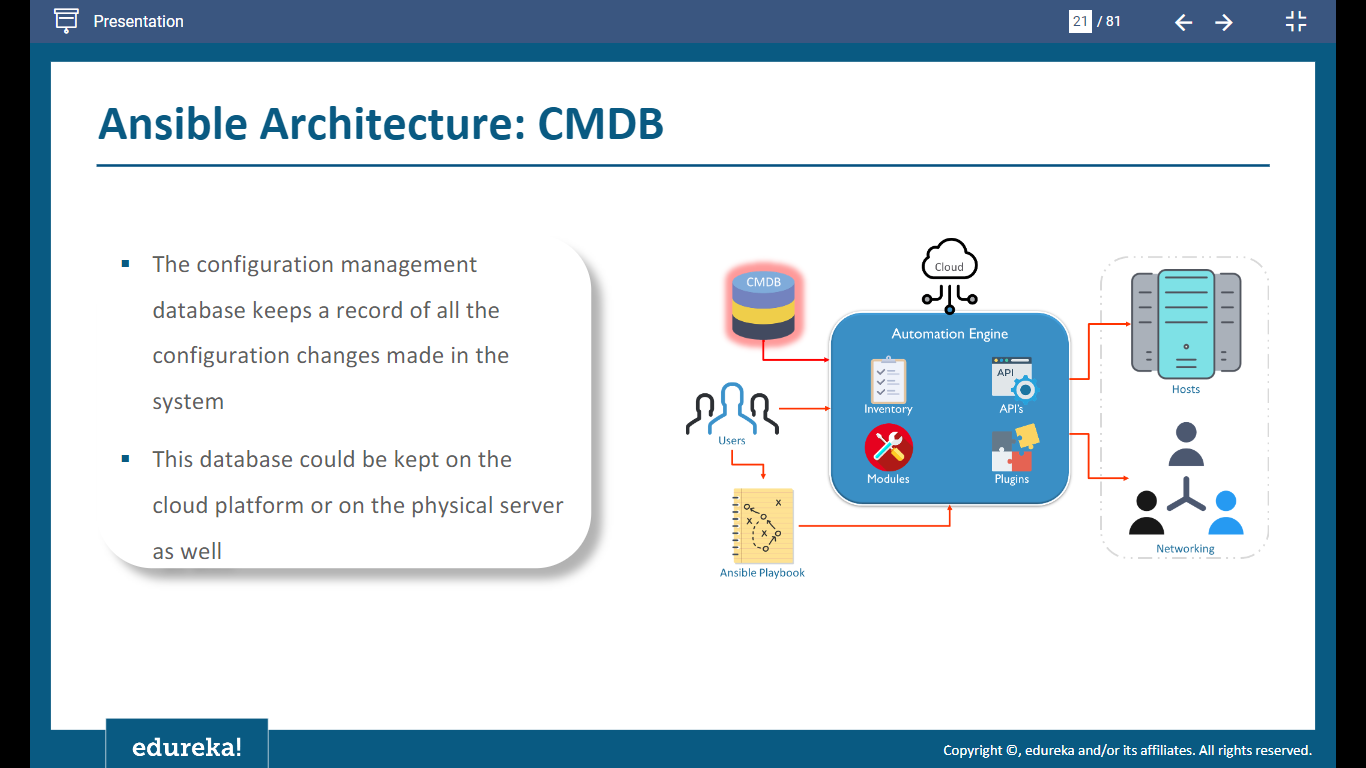 Presentation
21 / 81
Ansible Architecture: CMDB
The configuration management
database keeps a record of all the
configuration changes made in the
system
This database could be kept on the
cloud platform or on the physical server
as well
Cloud
CMDB
Automation Engine
API
Inventory
API's
Modules
Plugins
Users
Ansible Playbook
Hosts
Networking
edureka!
Copyright ©, edureka and/or its affiliates. All rights reserved.